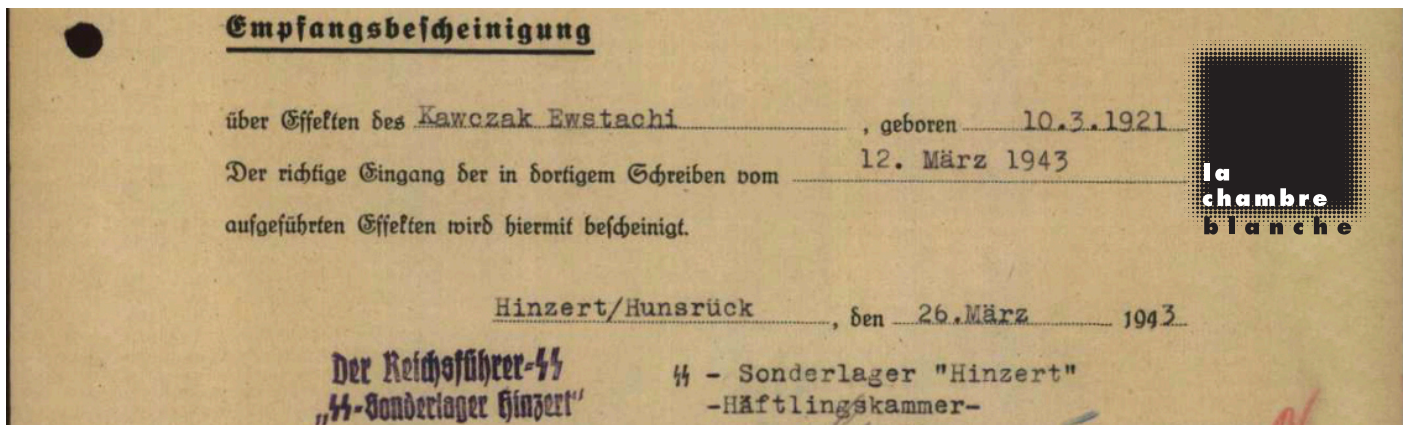 Empfangsbescheinigung
über Effekten des Kawczak Ewstachi , geboren 10.3.1921
Der richtige Eingang der in dortigem Schreiben vom 12. März 1943
aufgeführten Effekten wird hiermit bescheinigt.
Hinzert/Hunsrück , den 26.März 1943
Der Reichsführer-SS
„SS-Sonderlager Hinzert"
SS - Sonderlager "Hinzert"
-Häftlingskammer-
la
chambre
blanche